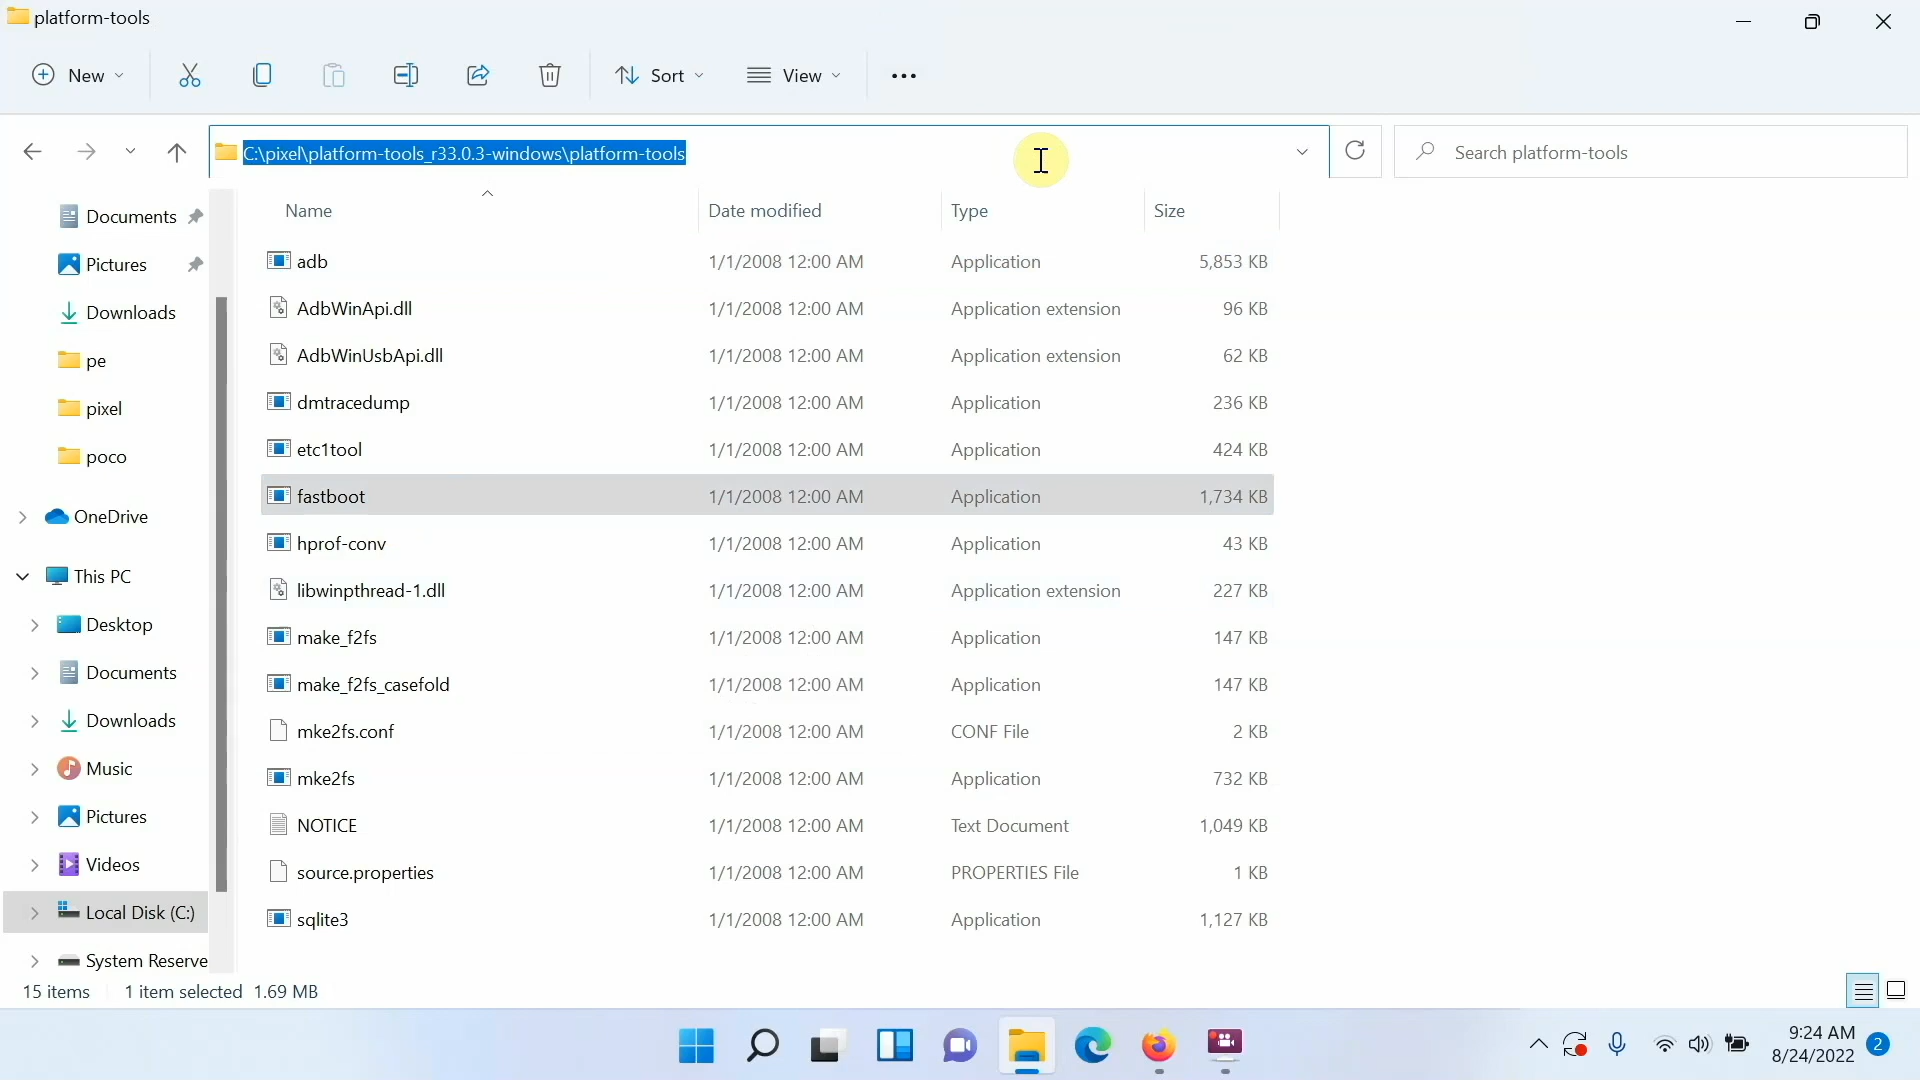 platform-tools
New
Sort
View
C:\pixel\platform-tools_r33.0.3-windows\platform-tools
Search platform-tools
Documents
Pictures
Downloads
pe
pixel
poco
OneDrive
This PC
Desktop
Documents
Downloads
Music
Pictures
Videos
Local Disk (C:)
System Reserve
Name Date modified Type Size
adb 1/1/2008 12:00 AM Application 5,853 KB
AdbWinApi.dll 1/1/2008 12:00 AM Application extension 96 KB
AdbWinUsbApi.dll 1/1/2008 12:00 AM Application extension 62 KB
dmtracedump 1/1/2008 12:00 AM Application 236 KB
etc1tool 1/1/2008 12:00 AM Application 424 KB
fastboot 1/1/2008 12:00 AM Application 1,734 KB
hprof-conv 1/1/2008 12:00 AM Application 43 KB
libwinpthread-1.dll 1/1/2008 12:00 AM Application extension 227 KB
make_f2fs 1/1/2008 12:00 AM Application 147 KB
make_f2fs_casefold 1/1/2008 12:00 AM Application 147 KB
mke2fs.conf 1/1/2008 12:00 AM CONF File 2 KB
mke2fs 1/1/2008 12:00 AM Application 732 KB
NOTICE 1/1/2008 12:00 AM Text Document 1,049 KB
source.properties 1/1/2008 12:00 AM PROPERTIES File 1 KB
sqlite3 1/1/2008 12:00 AM Application 1,127 KB
15 items 1 item selected 1.69 MB
9:24 AM
8/24/2022
2